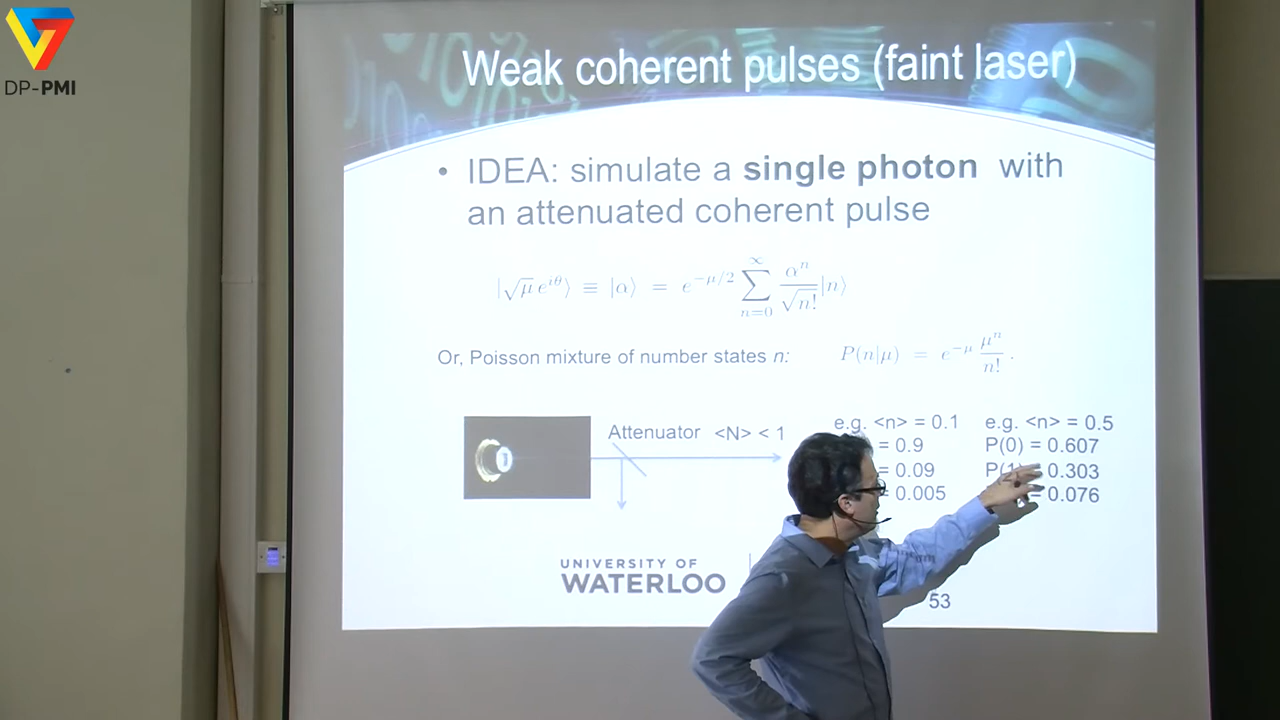 DP-PMI
Weak coherent pulses (faint laser)
• IDEA: simulate a single photon with
an attenuated coherent pulse
|√μ e^{iθ}⟩ ≡ |α⟩ = e^{−μ/2} ∑_{n=0}^{∞} α^n/√n! |n⟩
Or, Poisson mixture of number states n: P(n|μ) = e^{−μ} μ^n/n! .
Attenuator <N> < 1
e.g. <n> = 0.1 e.g. <n> = 0.5
= 0.9 P(0) = 0.607
= 0.09 P(1) = 0.303
= 0.005 = 0.076
UNIVERSITY OF
WATERLOO
53